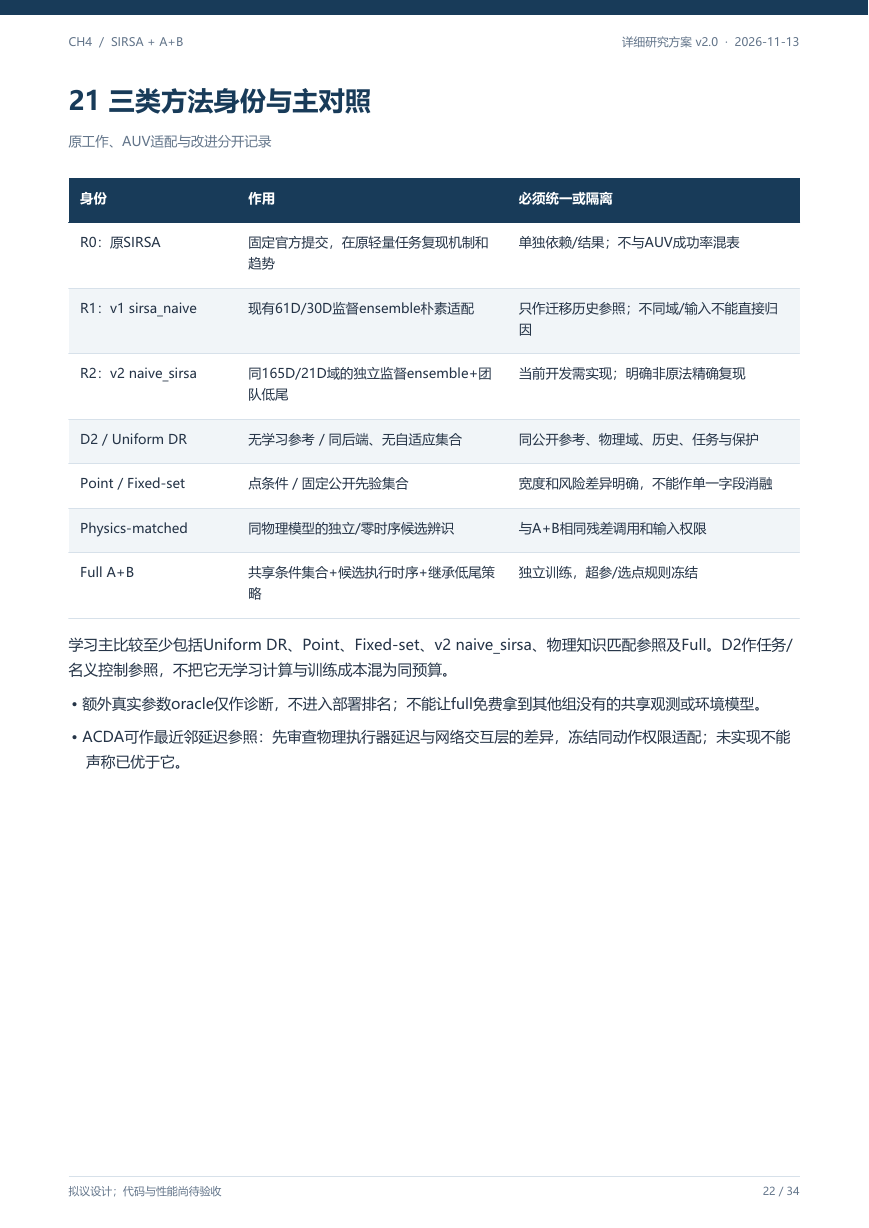 CH4 / SIRSA + A+B
详细研究方案 v2.0 · 2026-11-13
21 三类方法身份与主对照
原工作、AUV适配与改进分开记录
身份
作用
必须统一或隔离
R0：原SIRSA
固定官方提交，在原轻量任务复现机制和
趋势
单独依赖/结果；不与AUV成功率混表
R1：v1 sirsa_naive
现有61D/30D监督ensemble朴素适配
只作迁移历史参照；不同域/输入不能直接归
因
R2：v2 naive_sirsa
同165D/21D域的独立监督ensemble+团
队低尾
当前开发需实现；明确非原法精确复现
D2 / Uniform DR
无学习参考 / 同后端、无自适应集合
同公开参考、物理域、历史、任务与保护
Point / Fixed-set
点条件 / 固定公开先验集合
宽度和风险差异明确，不能作单一字段消融
Physics-matched
同物理模型的独立/零时序候选辨识
与A+B相同残差调用和输入权限
Full A+B
共享条件集合+候选执行时序+继承低尾策
略
独立训练，超参/选点规则冻结
学习主比较至少包括Uniform DR、Point、Fixed-set、v2 naive_sirsa、物理知识匹配参照及Full。D2作任务/
名义控制参照，不把它无学习计算与训练成本混为同预算。
• 额外真实参数oracle仅作诊断，不进入部署排名；不能让full免费拿到其他组没有的共享观测或环境模型。
• ACDA可作最近邻延迟参照：先审查物理执行器延迟与网络交互层的差异，冻结同动作权限适配；未实现不能
声称已优于它。
拟议设计；代码与性能尚待验收
22 / 34